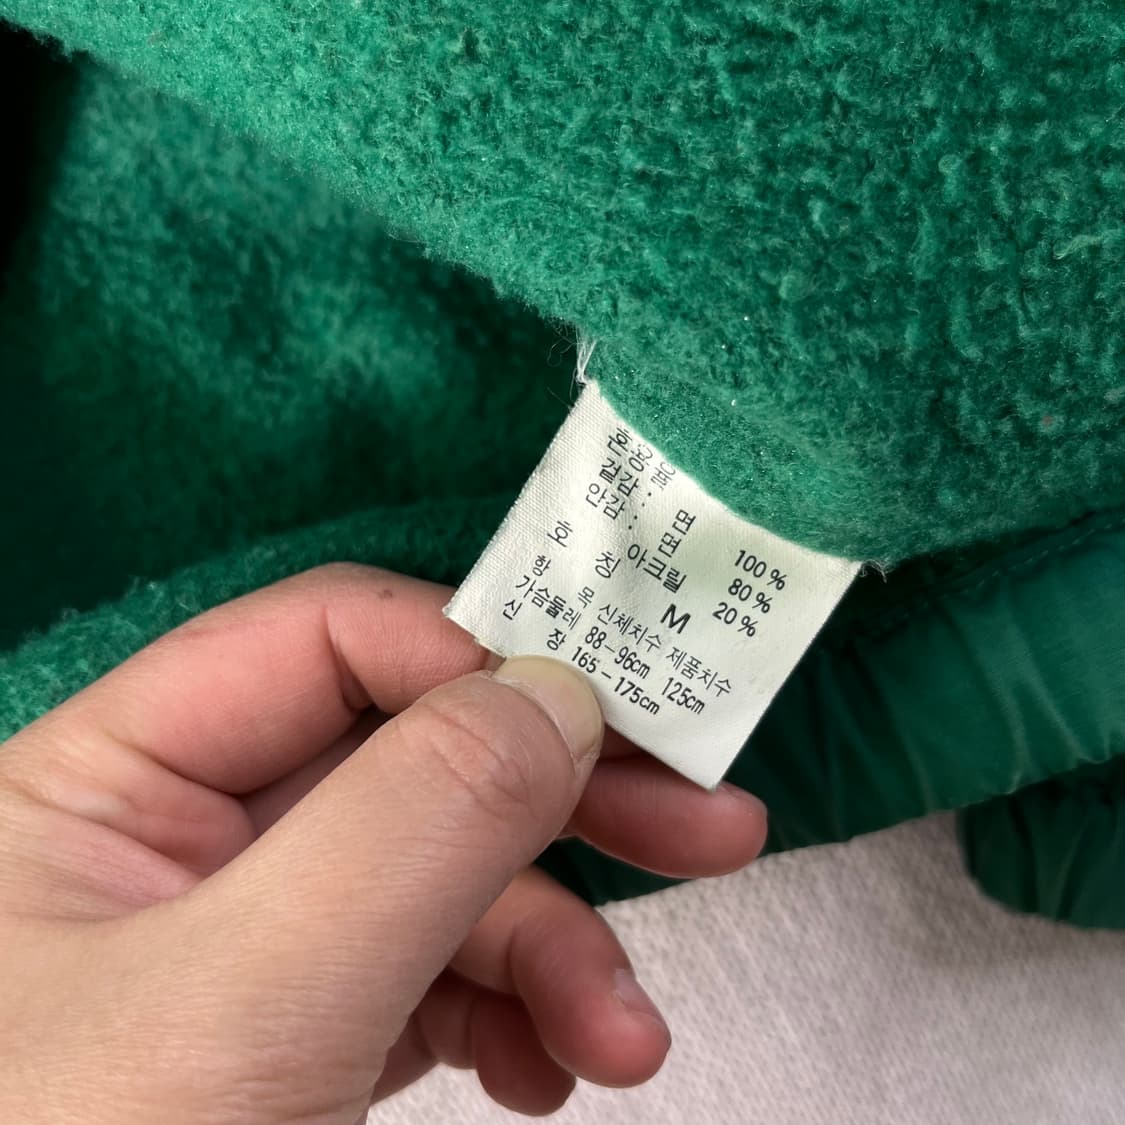 혼용율
겉감 : 면 100%
안감 : 면 80%
아크릴 20%
호 칭 M
항 목 신체치수 제품치수
가슴둘레 88-96cm 125cm
신 장 165-175cm